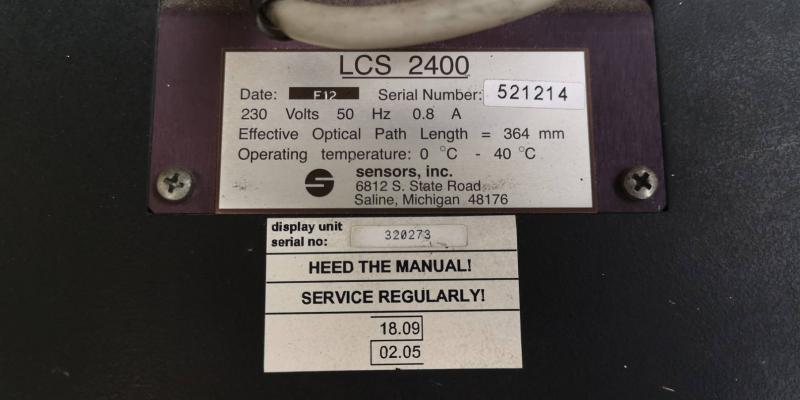 LCS 2400
Date: F12 Serial Number: 521214
230 Volts 50 Hz 0.8 A
Effective Optical Path Length = 364 mm
Operating temperature: 0 °C - 40 °C
sensors, inc.
6812 S. State Road
Saline, Michigan 48176
display unit
serial no: 320273
HEED THE MANUAL!
SERVICE REGULARLY!
18.09
02.05